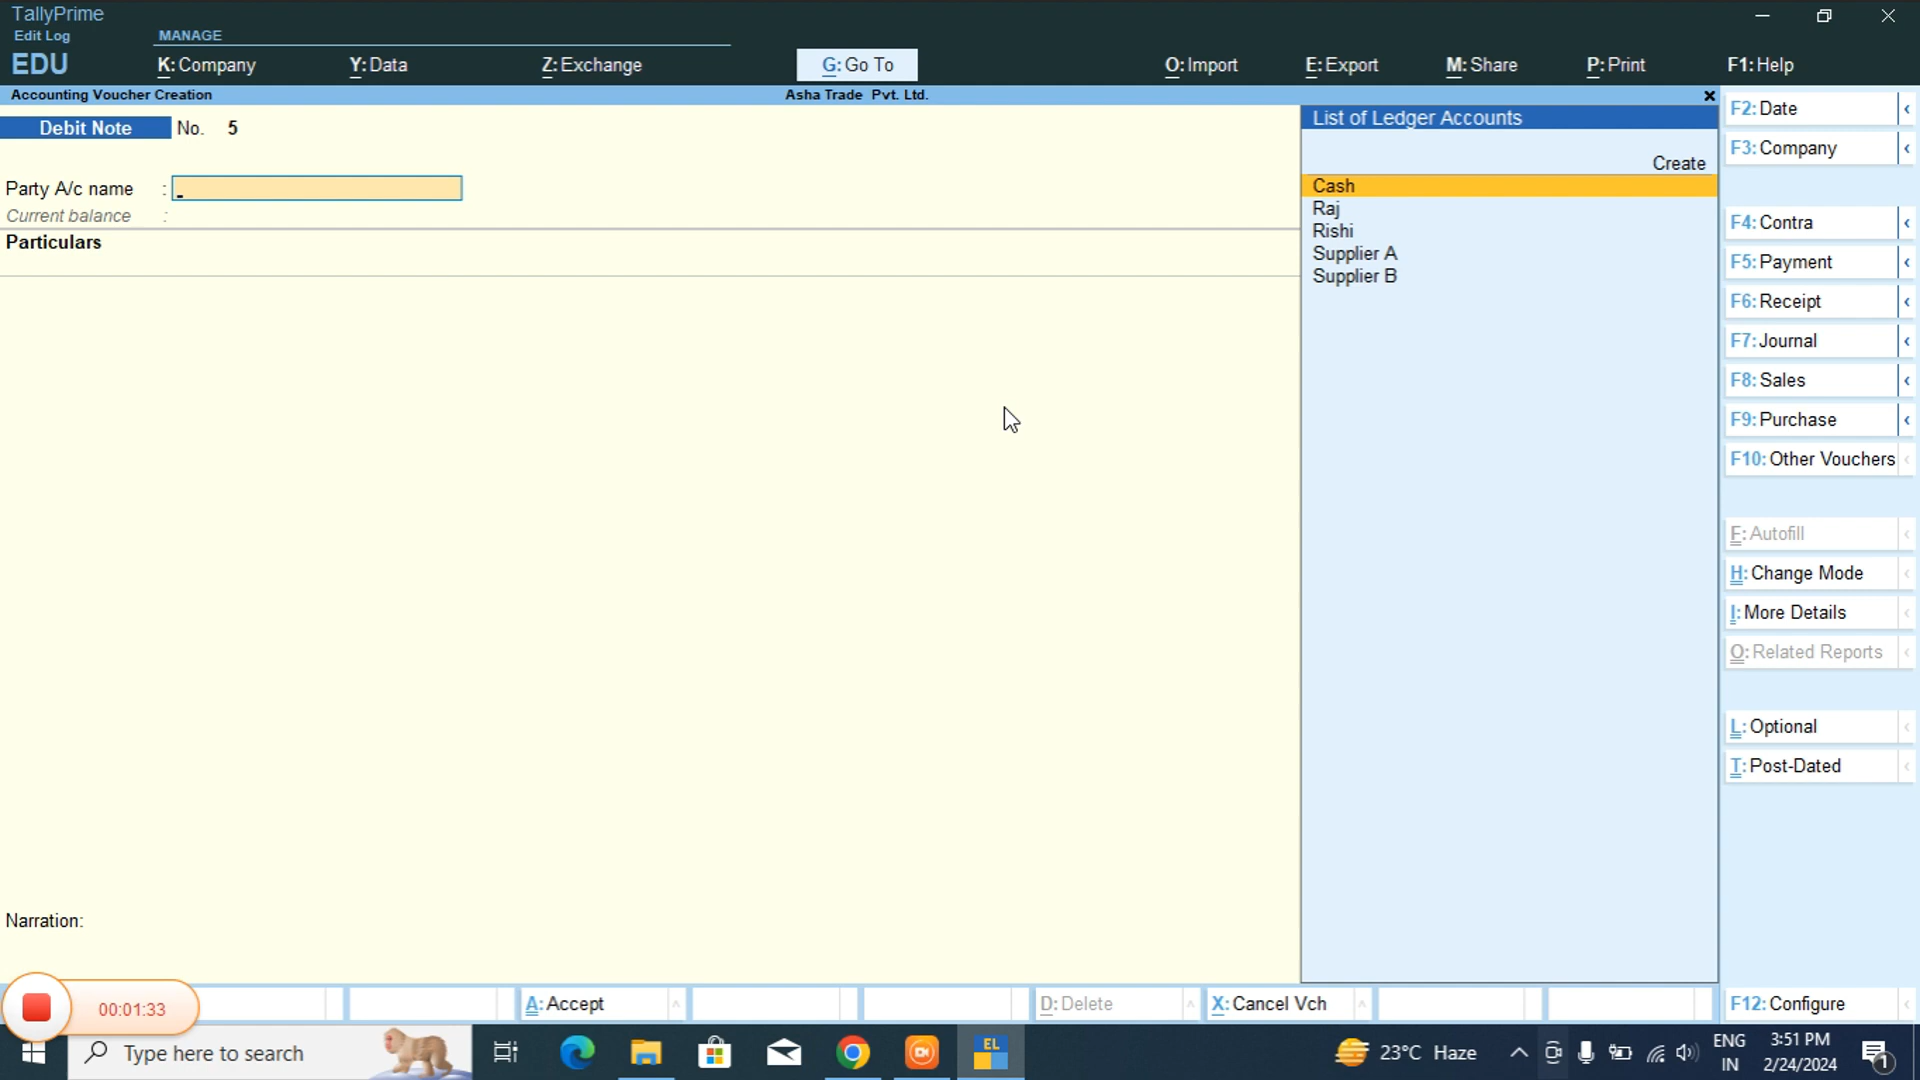 TallyPrime
Edit Log
MANAGE
EDU
K: Company
Y: Data
Z: Exchange
G: Go To
O: Import
E: Export
M: Share
P: Print
F1: Help
Accounting Voucher Creation
Asha Trade Pvt. Ltd.
Debit Note No. 5
Party A/c name :
Current balance :
Particulars
Narration:
List of Ledger Accounts
Create
Cash
Raj
Rishi
Supplier A
Supplier B
F2: Date
F3: Company
F4: Contra
F5: Payment
F6: Receipt
F7: Journal
F8: Sales
F9: Purchase
F10: Other Vouchers
F: Autofill
H: Change Mode
I: More Details
O: Related Reports
L: Optional
T: Post-Dated
F12: Configure
A: Accept
D: Delete
X: Cancel Vch
00:01:33
Type here to search
EL
23°C Haze
ENG
IN
3:51 PM
2/24/2024
1